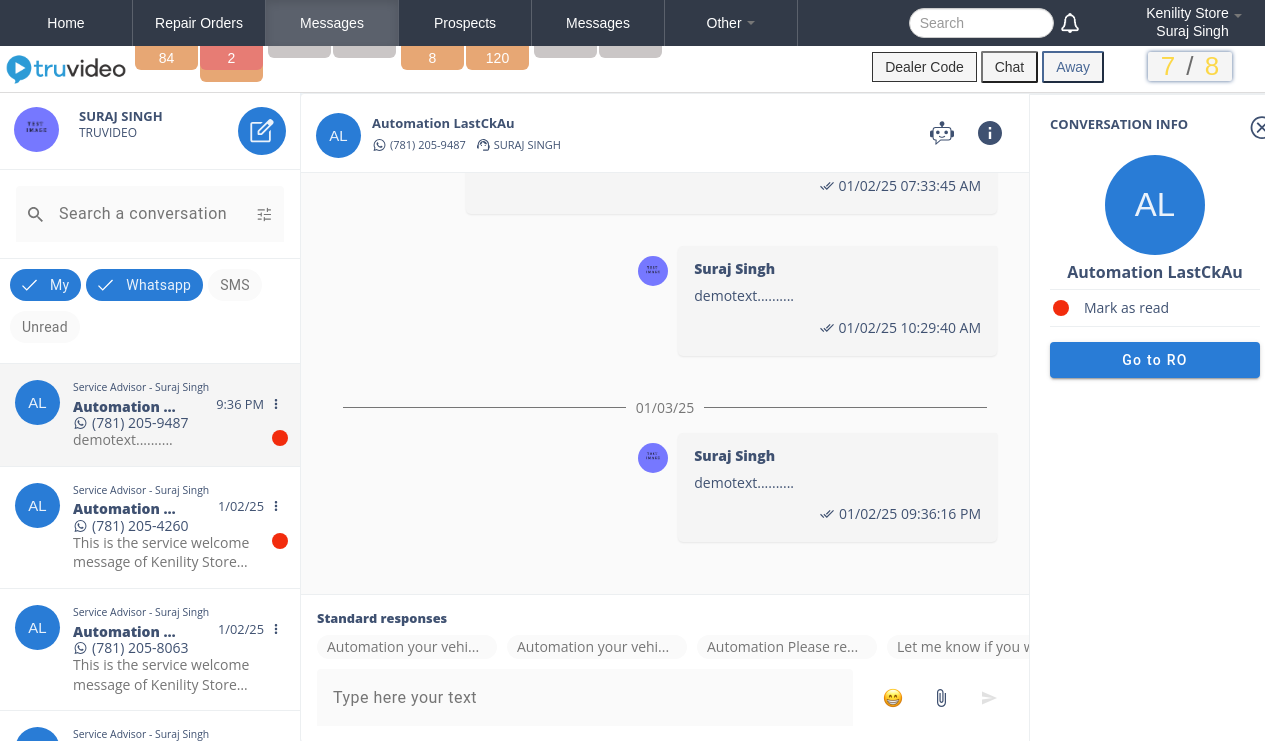 Home
Repair Orders
Messages
Prospects
Messages
Other
Search
Kenility Store
Suraj Singh
truvideo
84
2
8
120
Dealer Code
Chat
Away
7 / 8
SURAJ SINGH
TRUVIDEO
Search a conversation
My
Whatsapp
SMS
Unread
Service Advisor - Suraj Singh
AL
Automation ...
9:36 PM
(781) 205-9487
demotext..........
Service Advisor - Suraj Singh
AL
Automation ...
1/02/25
(781) 205-4260
This is the service welcome
message of Kenility Store...
Service Advisor - Suraj Singh
AL
Automation ...
1/02/25
(781) 205-8063
This is the service welcome
message of Kenility Store...
Service Advisor - Suraj Singh
AL
Automation LastCkAu
(781) 205-9487
SURAJ SINGH
01/02/25 07:33:45 AM
TEST
IMAGE
Suraj Singh
demotext..........
01/02/25 10:29:40 AM
01/03/25
TEST
IMAGE
Suraj Singh
demotext..........
01/02/25 09:36:16 PM
Standard responses
Automation your vehi...
Automation your vehi...
Automation Please re...
Let me know if you w
Type here your text
CONVERSATION INFO
AL
Automation LastCkAu
Mark as read
Go to RO